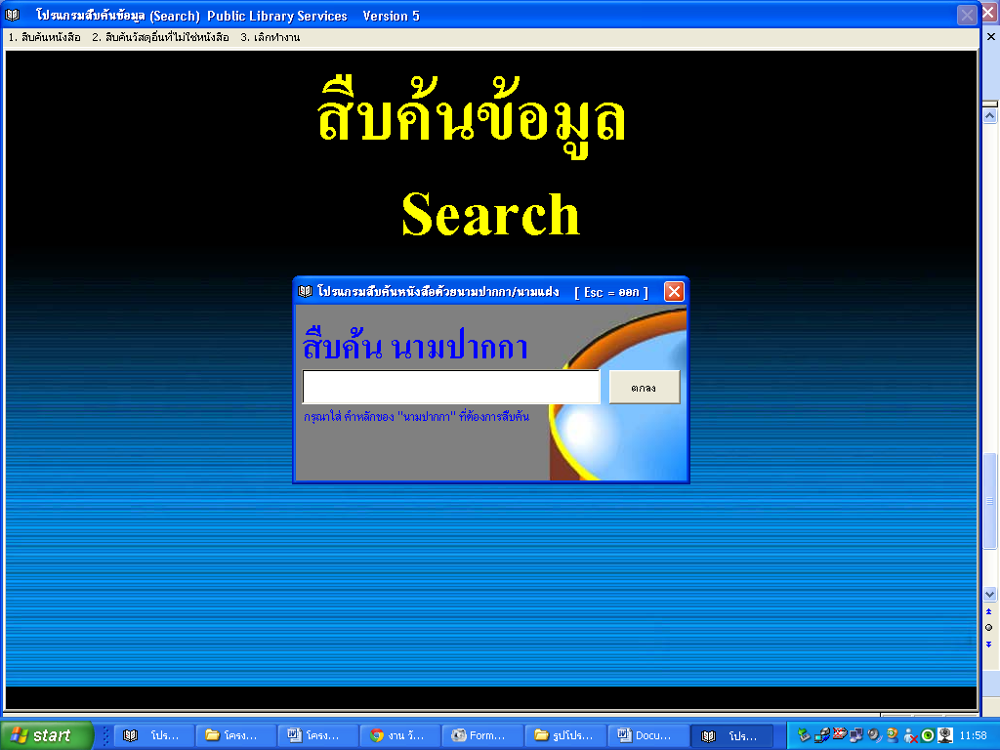 โปรแกรมสืบค้นข้อมูล (Search) Public Library Services Version 5
1. สืบค้นหนังสือ 2. สืบค้นวัสดุอื่นที่ไม่ใช่หนังสือ 3. เลิกทำงาน
สืบค้นข้อมูล
Search
โปรแกรมสืบค้นหนังสือด้วยนามปากกา/นามแฝง [ Esc = ออก ]
สืบค้น นามปากกา
ตกลง
กรุณาใส่ คำหลักของ "นามปากกา" ที่ต้องการสืบค้น
start โปร... โครง... โครง... งาน วั... Form... รูปโปร... Docu... โปร... 11:58